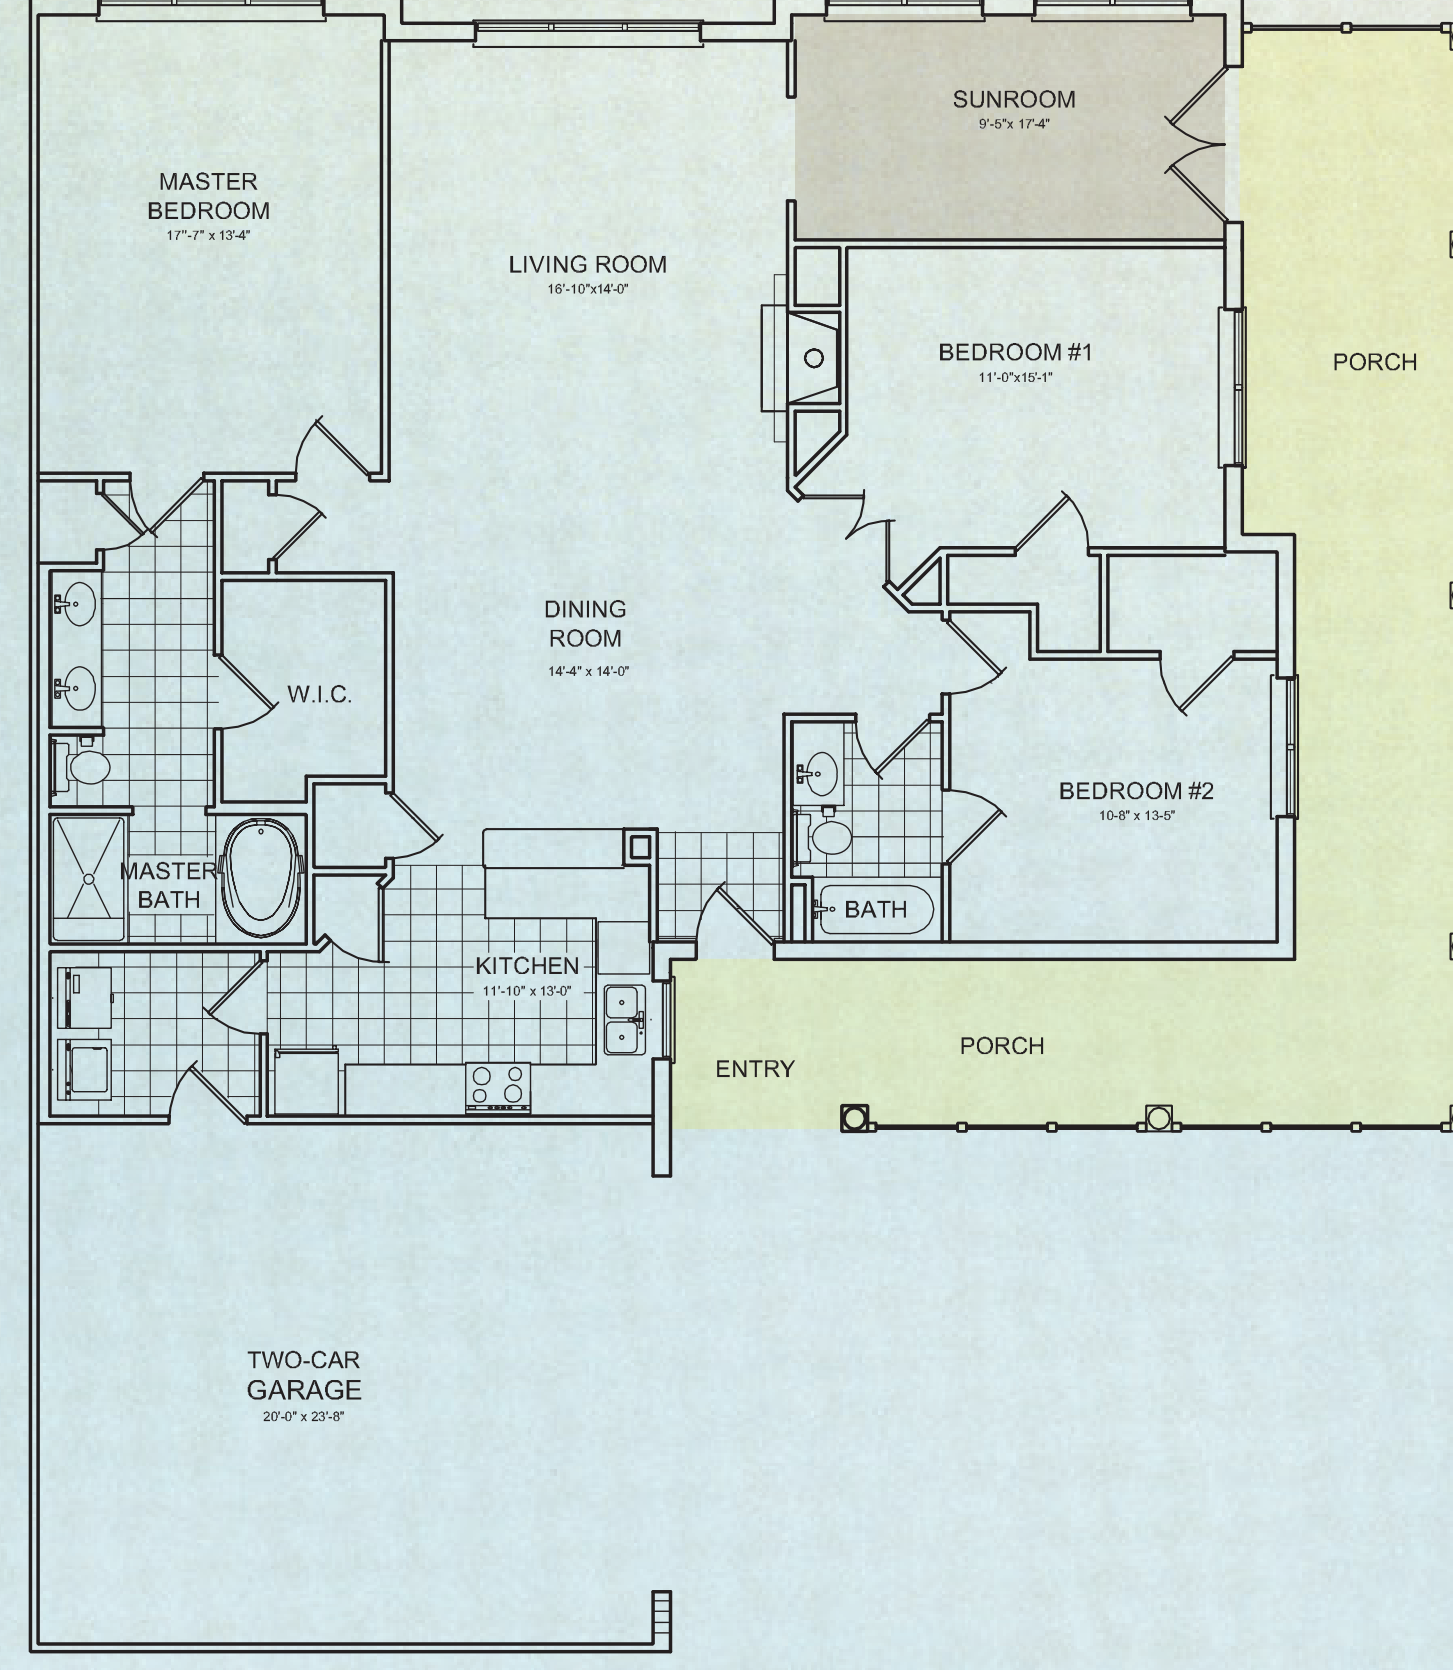 SUNROOM
9'-5"x 17'-4"
MASTER
BEDROOM
17"-7" x 13'-4"
LIVING ROOM
16'-10"x14'-0"
BEDROOM #1
11'-0"x15'-1"
PORCH
DINING
ROOM
14'-4" x 14'-0"
W.I.C.
BEDROOM #2
10-8" x 13-5"
MASTER
BATH
BATH
KITCHEN
11'-10" x 13'-0"
ENTRY
PORCH
TWO-CAR
GARAGE
20'-0" x 23'-8"